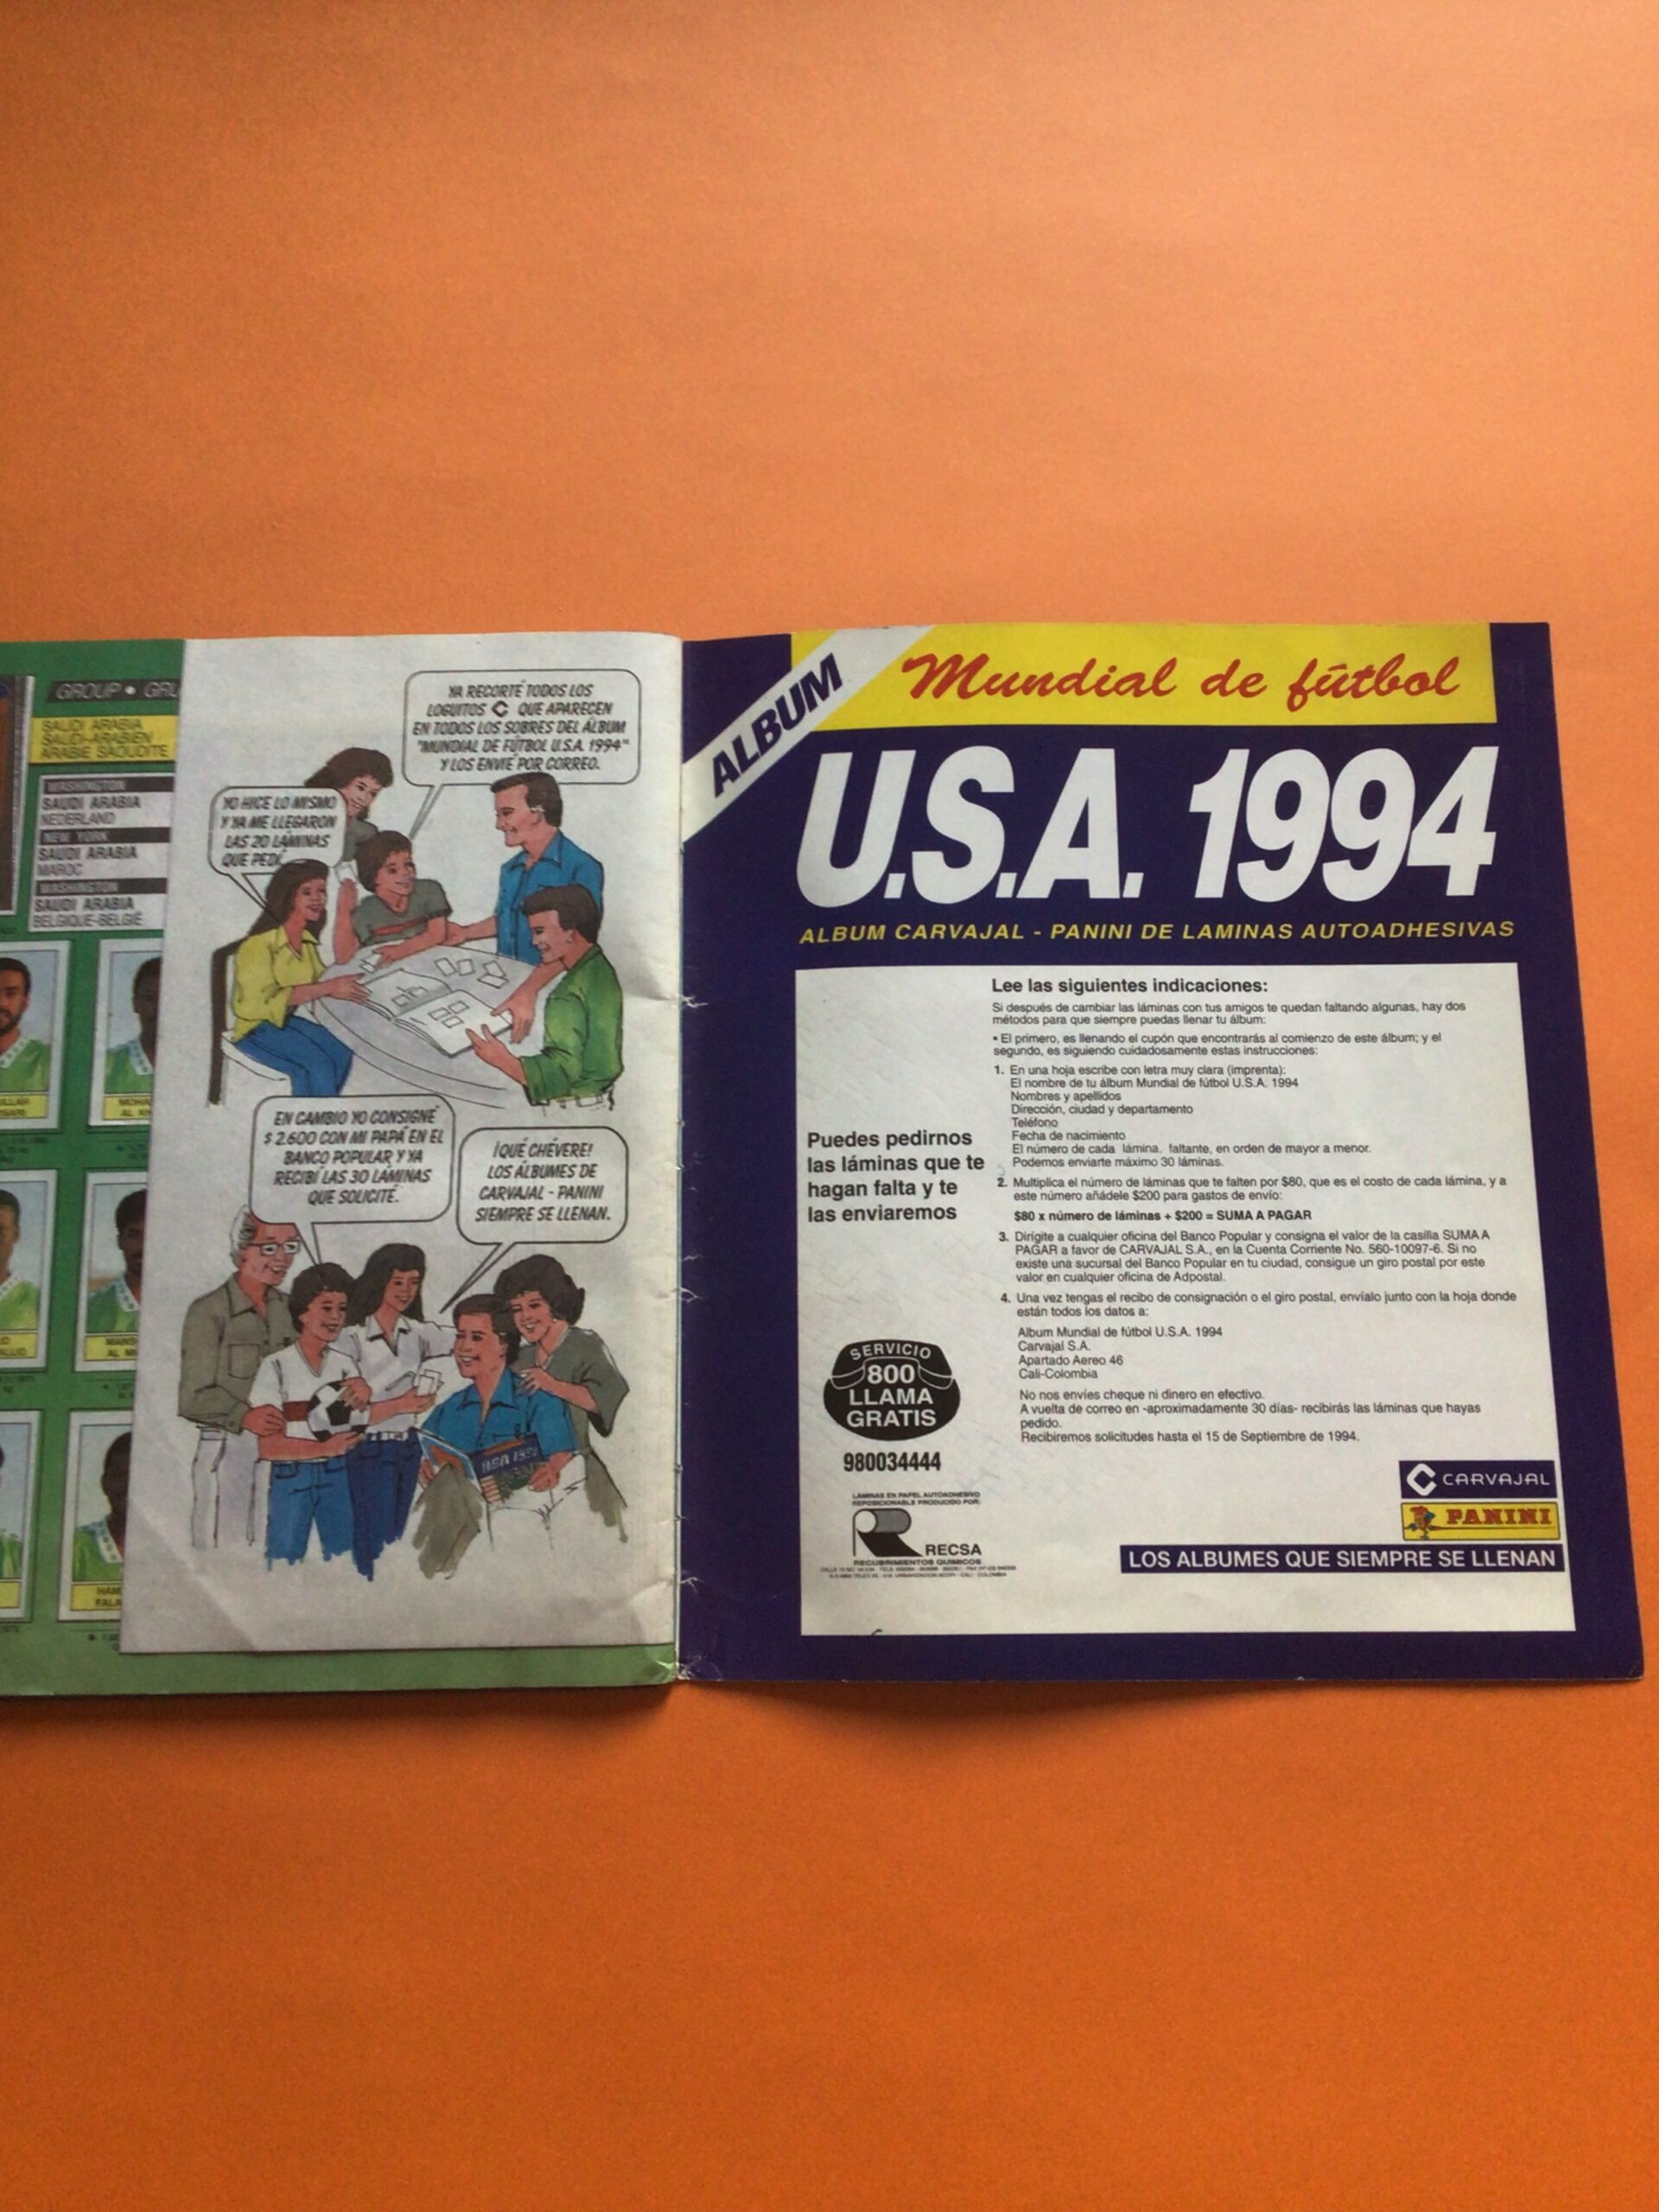 GROUP • GRU
SAUDI ARABIA
SAUDI-ARABIEN
ARABIE SAOUDITE
WASHINGTON
SAUDI ARABIA
NEDERLAND
NEW YORK
SAUDI ARABIA
MAROC
WASHINGTON
SAUDI ARABIA
BELGIQUE-BELGIË
YA RECORTÉ TODOS LOS
LOGUITOS C QUE APARECEN
EN TODOS LOS SOBRES DEL ÁLBUM
"MUNDIAL DE FÚTBOL U.S.A. 1994"
Y LOS ENVIÉ POR CORREO.
YO HICE LO MISMO
Y YA ME LLEGARON
LAS 20 LÁMINAS
QUE PEDÍ.
EN CAMBIO YO CONSIGNÉ
$ 2.600 CON MI PAPÁ EN EL
BANCO POPULAR Y YA
RECIBÍ LAS 30 LÁMINAS
QUE SOLICITÉ.
¡QUÉ CHÉVERE!
LOS ÁLBUMES DE
CARVAJAL - PANINI
SIEMPRE SE LLENAN.
ALBUM
Mundial de fútbol
U.S.A. 1994
ALBUM CARVAJAL - PANINI DE LAMINAS AUTOADHESIVAS
Lee las siguientes indicaciones:
Si después de cambiar las láminas con tus amigos te quedan faltando algunas, hay dos
métodos para que siempre puedas llenar tu álbum:
• El primero, es llenando el cupón que encontrarás al comienzo de este álbum; y el
segundo, es siguiendo cuidadosamente estas instrucciones:
1. En una hoja escribe con letra muy clara (imprenta):
El nombre de tu álbum Mundial de fútbol U.S.A. 1994
Nombres y apellidos
Dirección, ciudad y departamento
Teléfono
Fecha de nacimiento
El número de cada lámina. faltante, en orden de mayor a menor.
Podemos enviarte máximo 30 láminas.
2. Multiplica el número de láminas que te falten por $80, que es el costo de cada lámina, y a
este número añádele $200 para gastos de envío:
$80 x número de láminas + $200 = SUMA A PAGAR
3. Dirígite a cualquier oficina del Banco Popular y consigna el valor de la casilla SUMA A
PAGAR a favor de CARVAJAL S.A., en la Cuenta Corriente No. 560-10097-6. Si no
existe una sucursal del Banco Popular en tu ciudad, consigue un giro postal por este
valor en cualquier oficina de Adpostal.
4. Una vez tengas el recibo de consignación o el giro postal, envíalo junto con la hoja donde
están todos los datos a:
Album Mundial de fútbol U.S.A. 1994
Carvajal S.A.
Apartado Aereo 46
Cali-Colombia
No nos envíes cheque ni dinero en efectivo.
A vuelta de correo en -aproximadamente 30 días- recibirás las láminas que hayas
pedido.
Recibiremos solicitudes hasta el 15 de Septiembre de 1994.
Puedes pedirnos
las láminas que te
hagan falta y te
las enviaremos
SERVICIO
800
LLAMA
GRATIS
980034444
LAMINAS EN PAPEL AUTOADHESIVO
REPOSICIONABLE PRODUCIDO POR:
RECSA
RECUBRIMIENTOS QUIMICOS
CARVAJAL
PANINI
LOS ALBUMES QUE SIEMPRE SE LLENAN
USA 1994